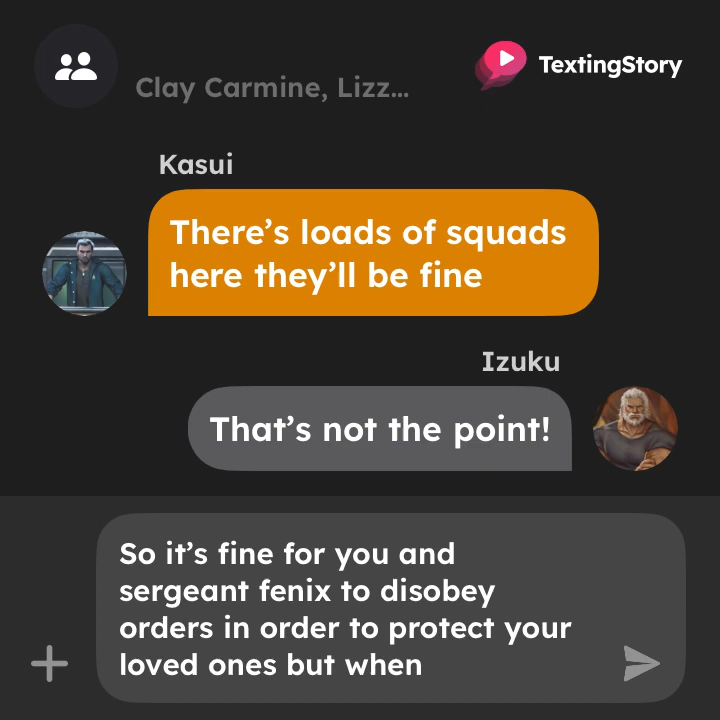 Clay Carmine, Lizz...
TextingStory
Kasui
There's loads of squads
here they'll be fine
Izuku
That's not the point!
So it's fine for you and
sergeant fenix to disobey
orders in order to protect your
loved ones but when